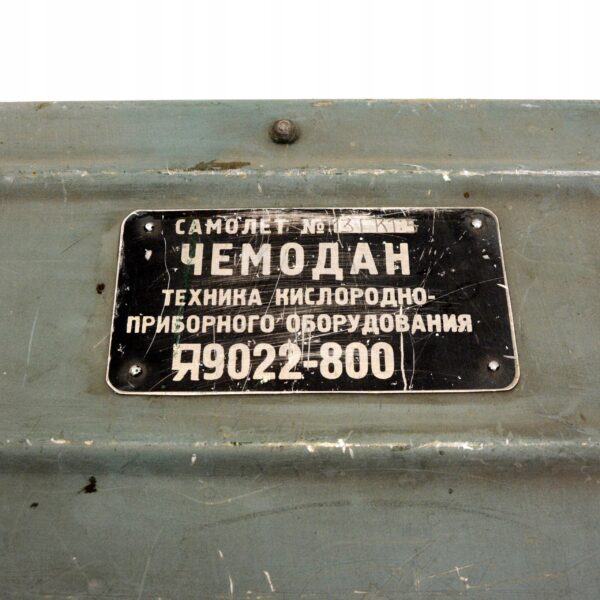 САМОЛЕТ №
ЧЕМОДАН
ТЕХНИКА КИСЛОРОДНО-
ПРИБОРНОГО ОБОРУДОВАНИЯ
Я9022-800